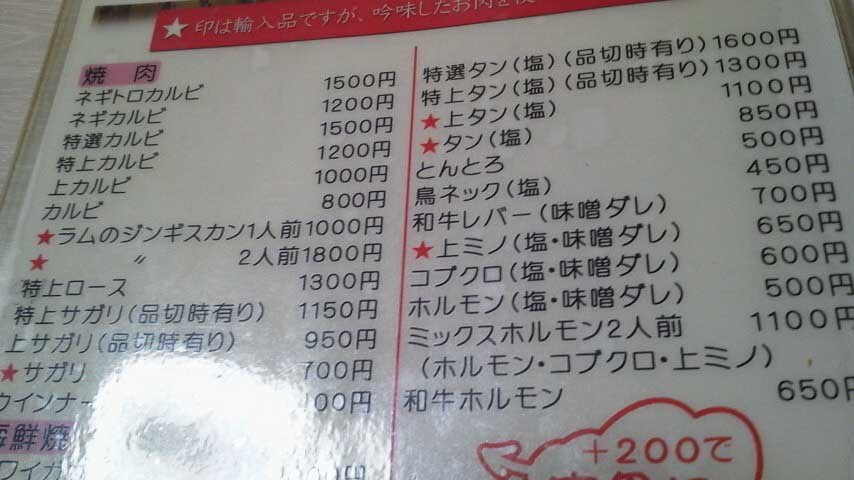 ★印は輸入品ですが、吟味したお肉を
焼 肉
ネギトロカルビ 1500円
ネギカルビ 1200円
特選カルビ 1500円
特上カルビ 1200円
上カルビ 1000円
カルビ 800円
★ラムのジンギスカン1人前1000円
★ 〃 2人前1800円
特上ロース 1300円
特上サガリ(品切時有り) 1150円
上サガリ(品切時有り) 950円
★サガリ 700円
ウインナー 00円
海鮮焼
特選タン(塩)(品切時有り)1600円
特上タン(塩)(品切時有り)1300円
★上タン(塩) 1100円
★タン(塩) 850円
とんとろ 500円
鳥ネック(塩) 450円
和牛レバー(味噌ダレ) 700円
★上ミノ(塩・味噌ダレ) 650円
コプクロ(塩・味噌ダレ) 600円
ホルモン(塩・味噌ダレ) 500円
ミックスホルモン2人前 1100円
(ホルモン・コプクロ・上ミノ)
和牛ホルモン 650円
+200で